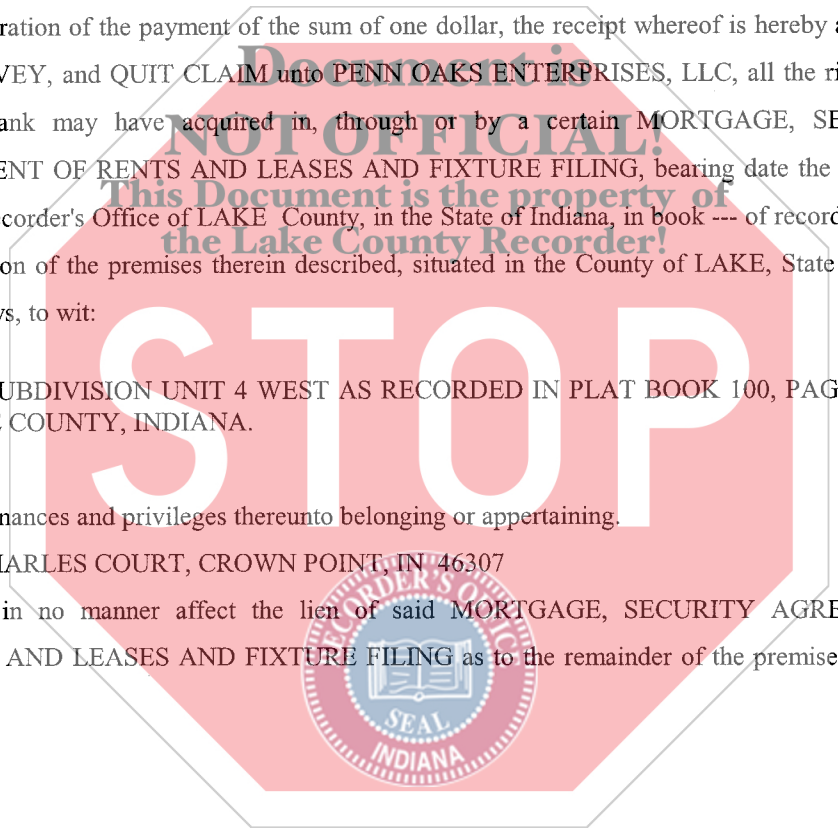 ration of the payment of the sum of one dollar, the receipt whereof is hereby a
Document is
VEY, and QUIT CLAIM unto PENN OAKS ENTERPRISES, LLC, all the ri
ank may have acquired in, through or by a certain MORTGAGE, SE
NOT OFFICIAL!
ENT OF RENTS AND LEASES AND FIXTURE FILING, bearing date the
This Document is the property of
corder's Office of LAKE County, in the State of Indiana, in book --- of record
the Lake County Recorder!
on of the premises therein described, situated in the County of LAKE, State
s, to wit:
STOP
UBDIVISION UNIT 4 WEST AS RECORDED IN PLAT BOOK 100, PAG
E COUNTY, INDIANA.
nances and privileges thereunto belonging or appertaining.
HARLES COURT, CROWN POINT, IN 46307
RECORDER'S OFFICE
in no manner affect the lien of said MORTGAGE, SECURITY AGRE
AND LEASES AND FIXTURE FILING as to the remainder of the premise
SEAL
INDIANA